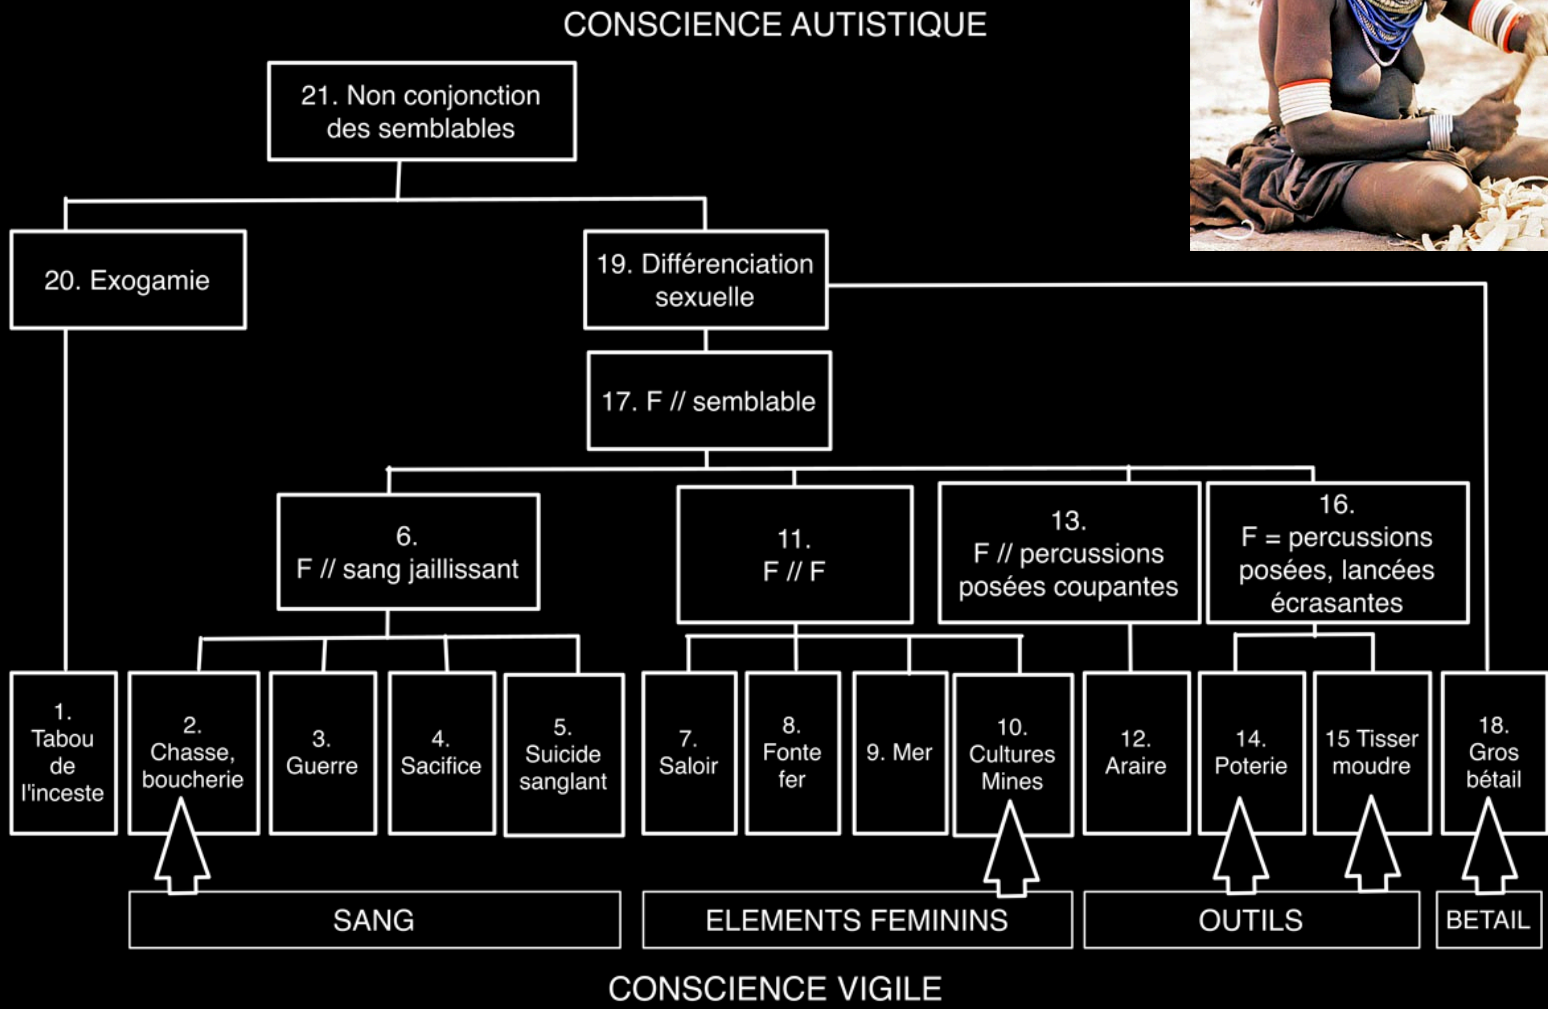 CONSCIENCE AUTISTIQUE
21. Non conjonction
des semblables
20. Exogamie
19. Différenciation
sexuelle
17. F // semblable
6.
F // sang jaillissant
11.
F // F
13.
F // percussions
posées coupantes
16.
F = percussions
posées, lancées
écrasantes
1.
Tabou
de
l'inceste
2.
Chasse,
boucherie
3.
Guerre
4.
Sacifice
5.
Suicide
sanglant
7.
Saloir
8.
Fonte
fer
9. Mer
10.
Cultures
Mines
12.
Araire
14.
Poterie
15 Tisser
moudre
18.
Gros
bétail
SANG
ELEMENTS FEMININS
OUTILS
BETAIL
CONSCIENCE VIGILE